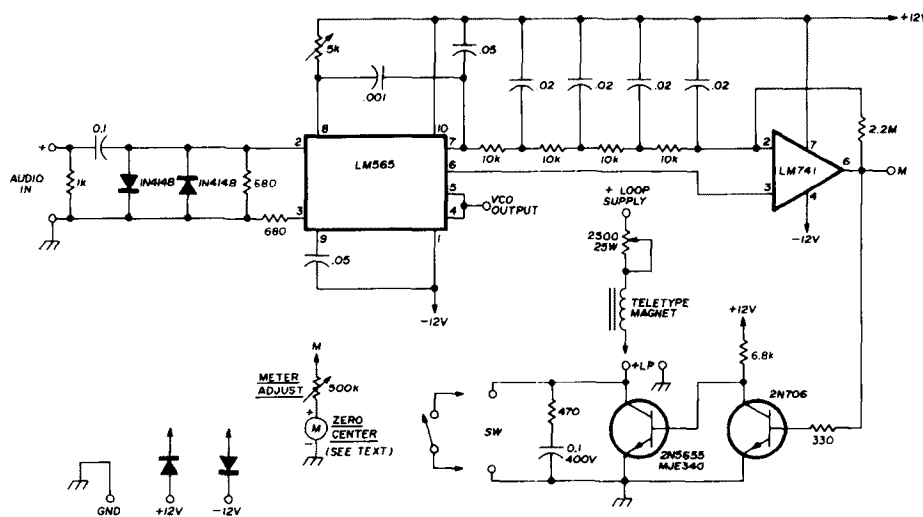 +12V
5k
.05
.001
.02
.02
.02
.02
2.2M
0.1
8
10
+
2
7
2
7
AUDIO IN
1k
1N4148
1N4148
680
LM565
6
10k
10k
10k
10k
LM741
6
M
5
3
4
VCO OUTPUT
+ LOOP SUPPLY
4
3
680
9
1
-12V
.05
2500
25W
-12V
TELETYPE MAGNET
+12V
6.8k
M
METER ADJUST
500k
+LP
2N706
+
M
-
ZERO CENTER
(SEE TEXT)
SW
470
0.1
400V
330
2N5655
MJE340
GND
+12V
-12V